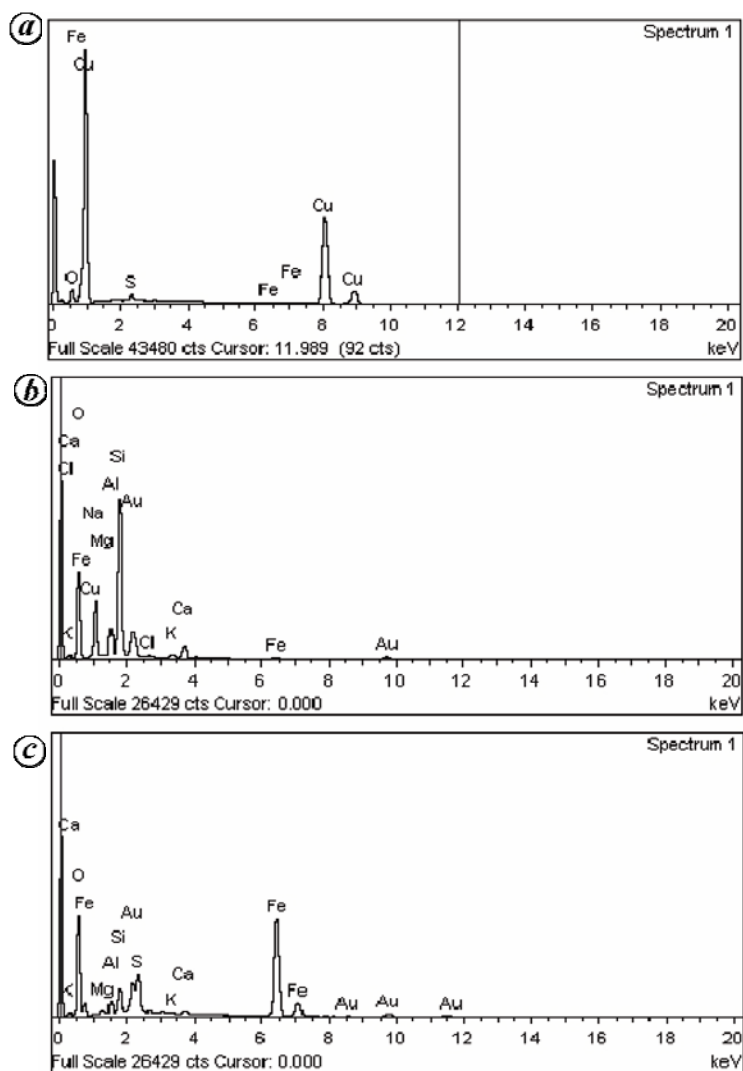 a
Spectrum 1
Fe
Cu
O
S
Fe
Fe
Cu
Cu
0 2 4 6 8 10 12 14 16 18 20
Full Scale 43480 cts Cursor: 11.989 (92 cts) keV
b
Spectrum 1
O
Ca
Cl
Si
Al
Au
Na
Mg
Fe
Cu
K
Cl
K
Ca
Fe
Au
0 2 4 6 8 10 12 14 16 18 20
Full Scale 26429 cts Cursor: 0.000 keV
c
Spectrum 1
Ca
O
Fe
Au
Si
Al
S
K
Mg
Ca
K
Fe
Fe
Au
Au
Au
0 2 4 6 8 10 12 14 16 18 20
Full Scale 26429 cts Cursor: 0.000 keV